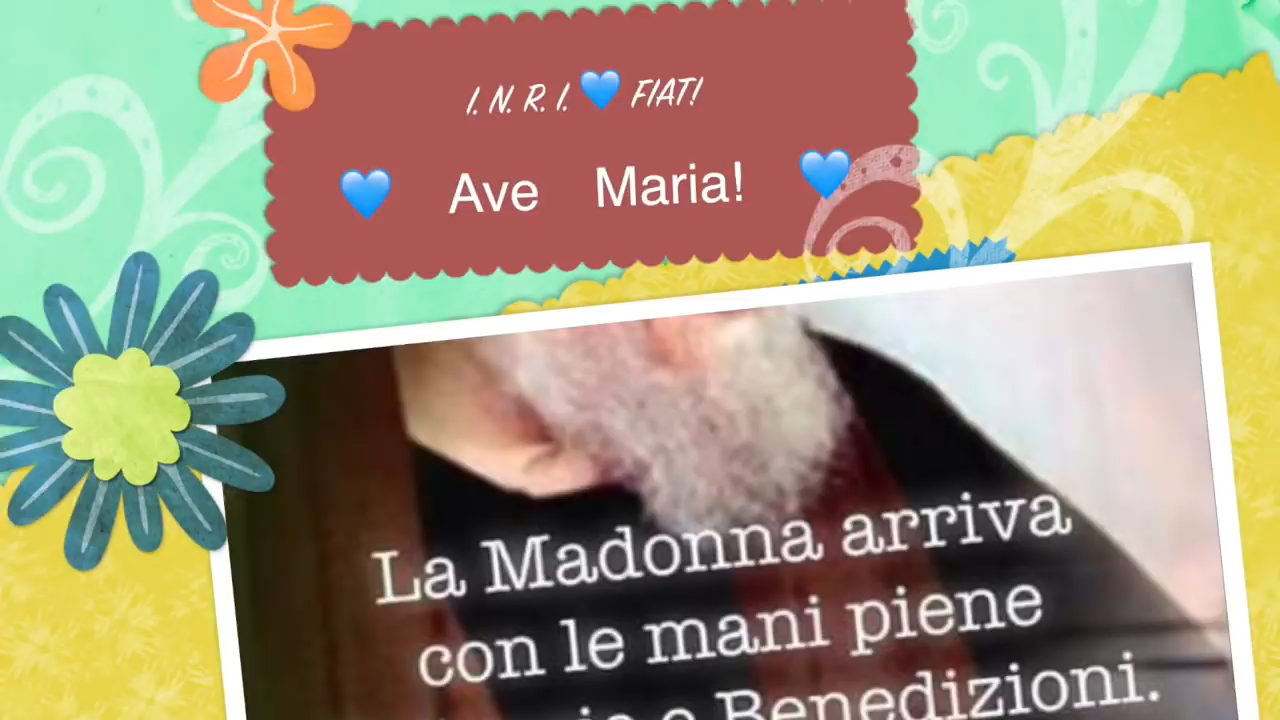 I. N. R. I. 💙 FIAT!
💙 Ave Maria! 💙
La Madonna arriva
con le mani piene
e Benedizioni.